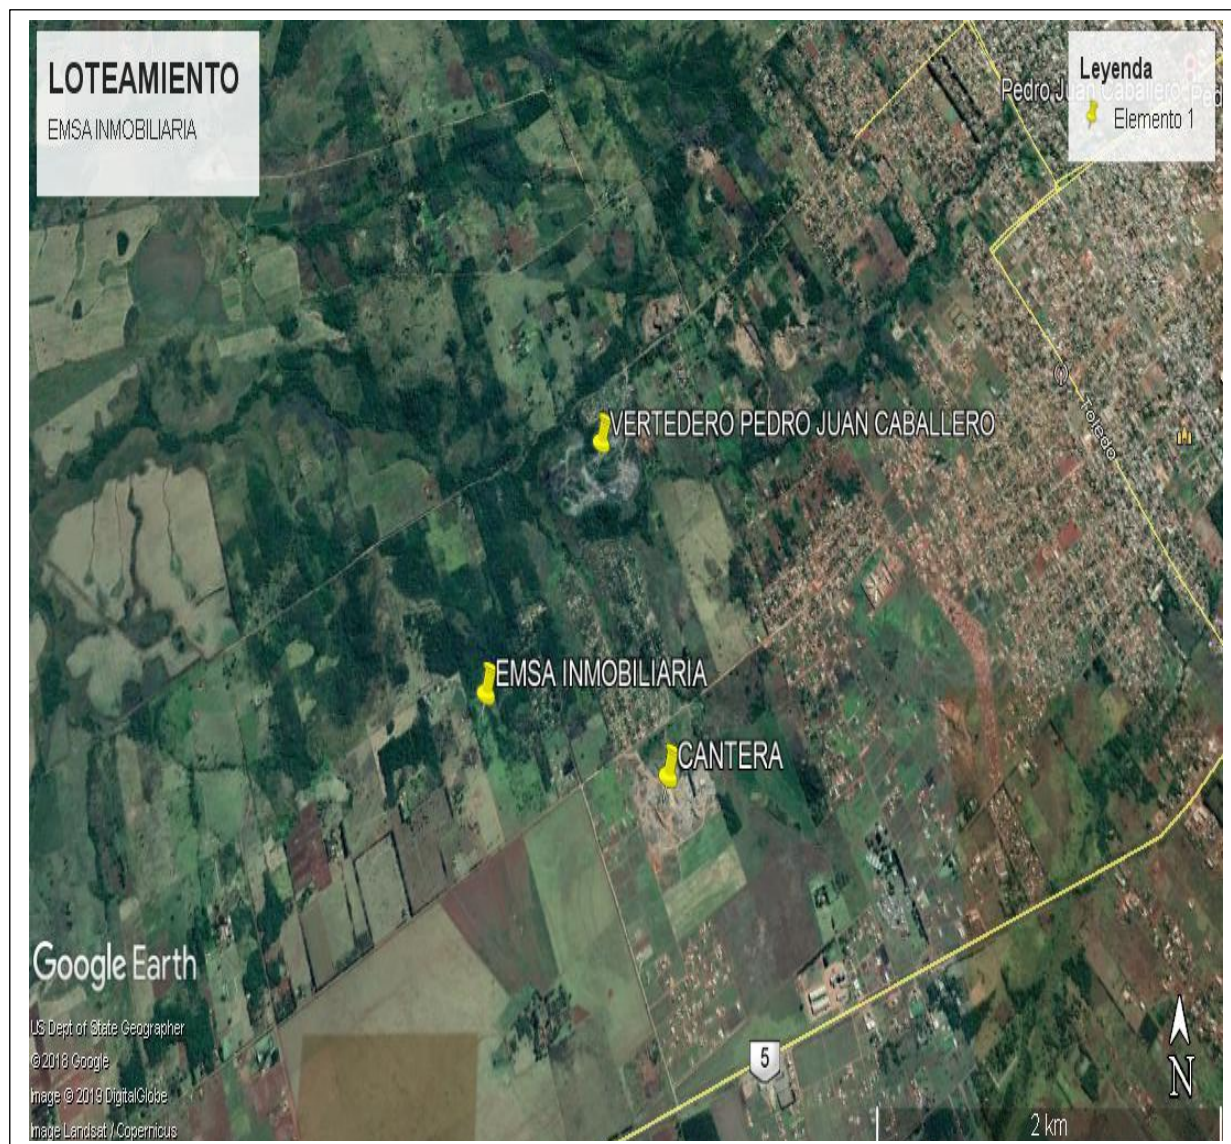 LOTEAMIENTO
EMSA INMOBILIARIA
Leyenda
Pedro Juan Caballero
Elemento 1
Toledo
VERTEDERO PEDRO JUAN CABALLERO
EMSA INMOBILIARIA
CANTERA
5
Google Earth
US Dept of State Geographer
©2018 Google
Image © 2019 DigitalGlobe
Image Landsat / Copernicus
N
2 km